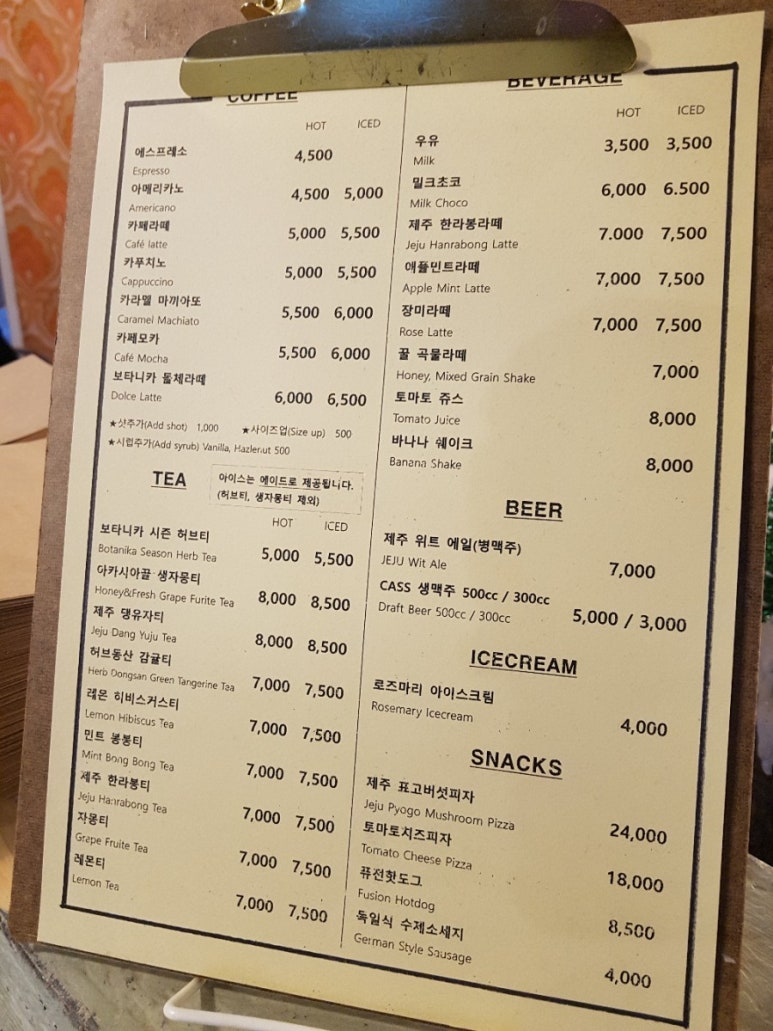 COFFEE
HOT ICED
에스프레소 4,500
Espresso
아메리카노 4,500 5,000
Americano
카페라떼 5,000 5,500
Café latte
카푸치노 5,000 5,500
Cappuccino
카라멜 마끼아또 5,500 6,000
Caramel Machiato
카페모카 5,500 6,000
Café Mocha
보타니카 돌체라떼 6,000 6,500
Dolce Latte
★샷추가(Add shot) 1,000 ★사이즈업(Size up) 500
★시럽추가(Add syrub) Vanilla, Hazlenut 500
TEA
아이스는 에이드로 제공됩니다.
(허브티, 생자몽티 제외)
HOT ICED
보타니카 시즌 허브티
Botanika Season Herb Tea 5,000 5,500
아카시아꿀 생자몽티
Honey&Fresh Grape Furite Tea 8,000 8,500
제주 댕유자티
Jeju Dang Yuju Tea 8,000 8,500
허브동산 감귤티
Herb Dongsan Green Tangerine Tea 7,000 7,500
레몬 히비스커스티
Lemon Hibiscus Tea 7,000 7,500
민트 봉봉티
Mint Bong Bong Tea 7,000 7,500
제주 한라봉티
Jeju Hanrabong Tea 7,000 7,500
자몽티
Grape Fruite Tea 7,000 7,500
레몬티
Lemon Tea 7,000 7,500
BEVERAGE
HOT ICED
우유 3,500 3,500
Milk
밀크초코 6,000 6.500
Milk Choco
제주 한라봉라떼 7.000 7,500
Jeju Hanrabong Latte
애플민트라떼 7,000 7,500
Apple Mint Latte
장미라떼 7,000 7,500
Rose Latte
꿀 곡물라떼 7,000
Honey, Mixed Grain Shake
토마토 쥬스 8,000
Tomato Juice
바나나 쉐이크 8,000
Banana Shake
BEER
제주 위트 에일(병맥주)
JEJU Wit Ale 7,000
CASS 생맥주 500cc / 300cc
Draft Beer 500cc / 300cc 5,000 / 3,000
ICECREAM
로즈마리 아이스크림
Rosemary Icecream 4,000
SNACKS
제주 표고버섯피자
Jeju Pyogo Mushroom Pizza 24,000
토마토치즈피자
Tomato Cheese Pizza 18,000
퓨전핫도그
Fusion Hotdog 8,500
독일식 수제소세지
German Style Sausage 4,000